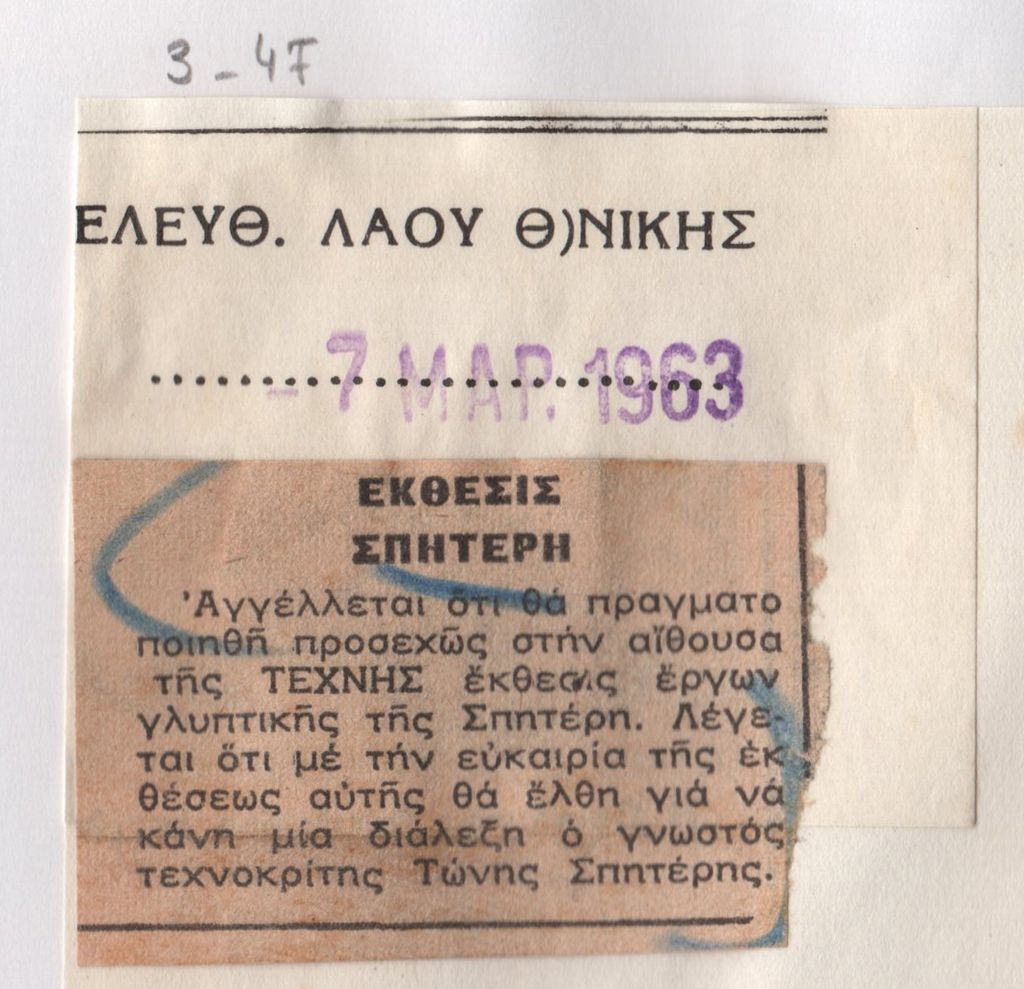 3-47
ΕΛΕΥΘ. ΛΑΟΥ Θ)ΝΙΚΗΣ
-7 ΜΑΡ. 1963
ΕΚΘΕΣΙΣ
ΣΠΗΤΕΡΗ
Ἀγγέλλεται ὅτι θά πραγματο
ποιηθῆ προσεχῶς στήν αἴθουσα
τῆς ΤΕΧΝΗΣ ἔκθεσις ἔργων
γλυπτικῆς τῆς Σπητέρη. Λέγε-
ται ὅτι μέ τήν εὐκαιρία τῆς ἐκ
θέσεως αὐτῆς θά ἔλθη γιά νά
κάνη μία διάλεξη ὁ γνωστός
τεχνοκρίτης Τώνης Σπητέρης.